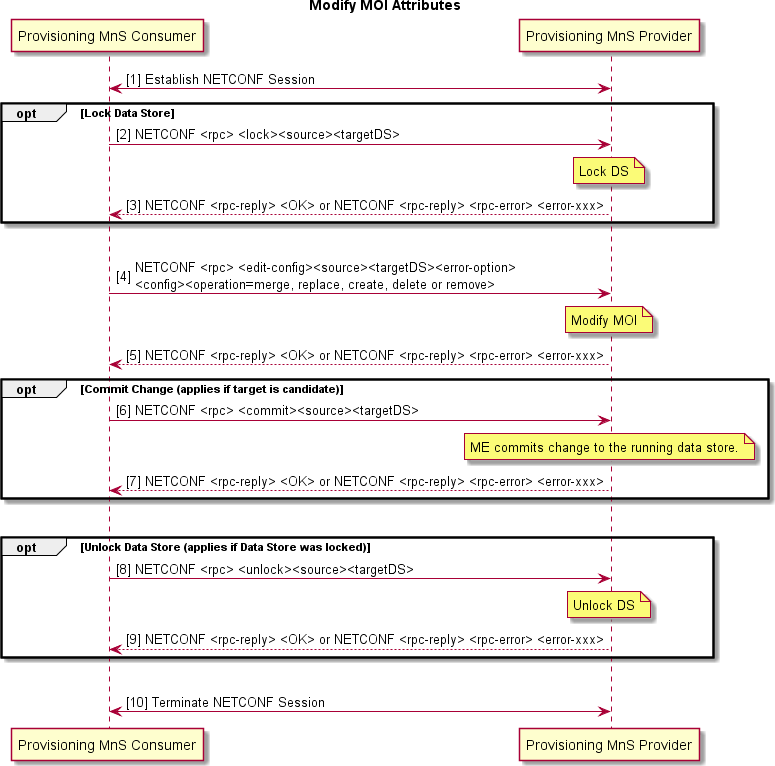 Modify MOI Attributes
Provisioning MnS Consumer
Provisioning MnS Provider
[1] Establish NETCONF Session
opt [Lock Data Store]
[2] NETCONF <rpc> <lock><source><targetDS>
Lock DS
[3] NETCONF <rpc-reply> <OK> or NETCONF <rpc-reply> <rpc-error> <error-xxx>
[4] NETCONF <rpc> <edit-config><source><targetDS><error-option>
<config><operation=merge, replace, create, delete or remove>
Modify MOI
[5] NETCONF <rpc-reply> <OK> or NETCONF <rpc-reply> <rpc-error> <error-xxx>
opt [Commit Change (applies if target is candidate)]
[6] NETCONF <rpc> <commit><source><targetDS>
ME commits change to the running data store.
[7] NETCONF <rpc-reply> <OK> or NETCONF <rpc-reply> <rpc-error> <error-xxx>
opt [Unlock Data Store (applies if Data Store was locked)]
[8] NETCONF <rpc> <unlock><source><targetDS>
Unlock DS
[9] NETCONF <rpc-reply> <OK> or NETCONF <rpc-reply> <rpc-error> <error-xxx>
[10] Terminate NETCONF Session
Provisioning MnS Consumer
Provisioning MnS Provider